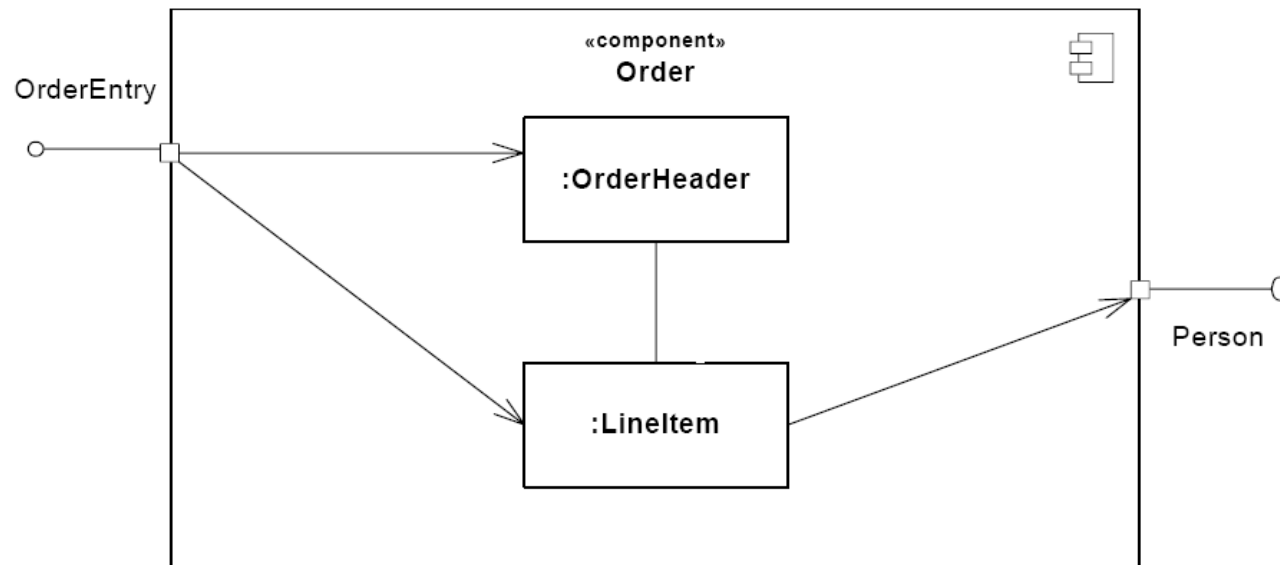 «component»
Order
OrderEntry
:OrderHeader
Person
:LineItem